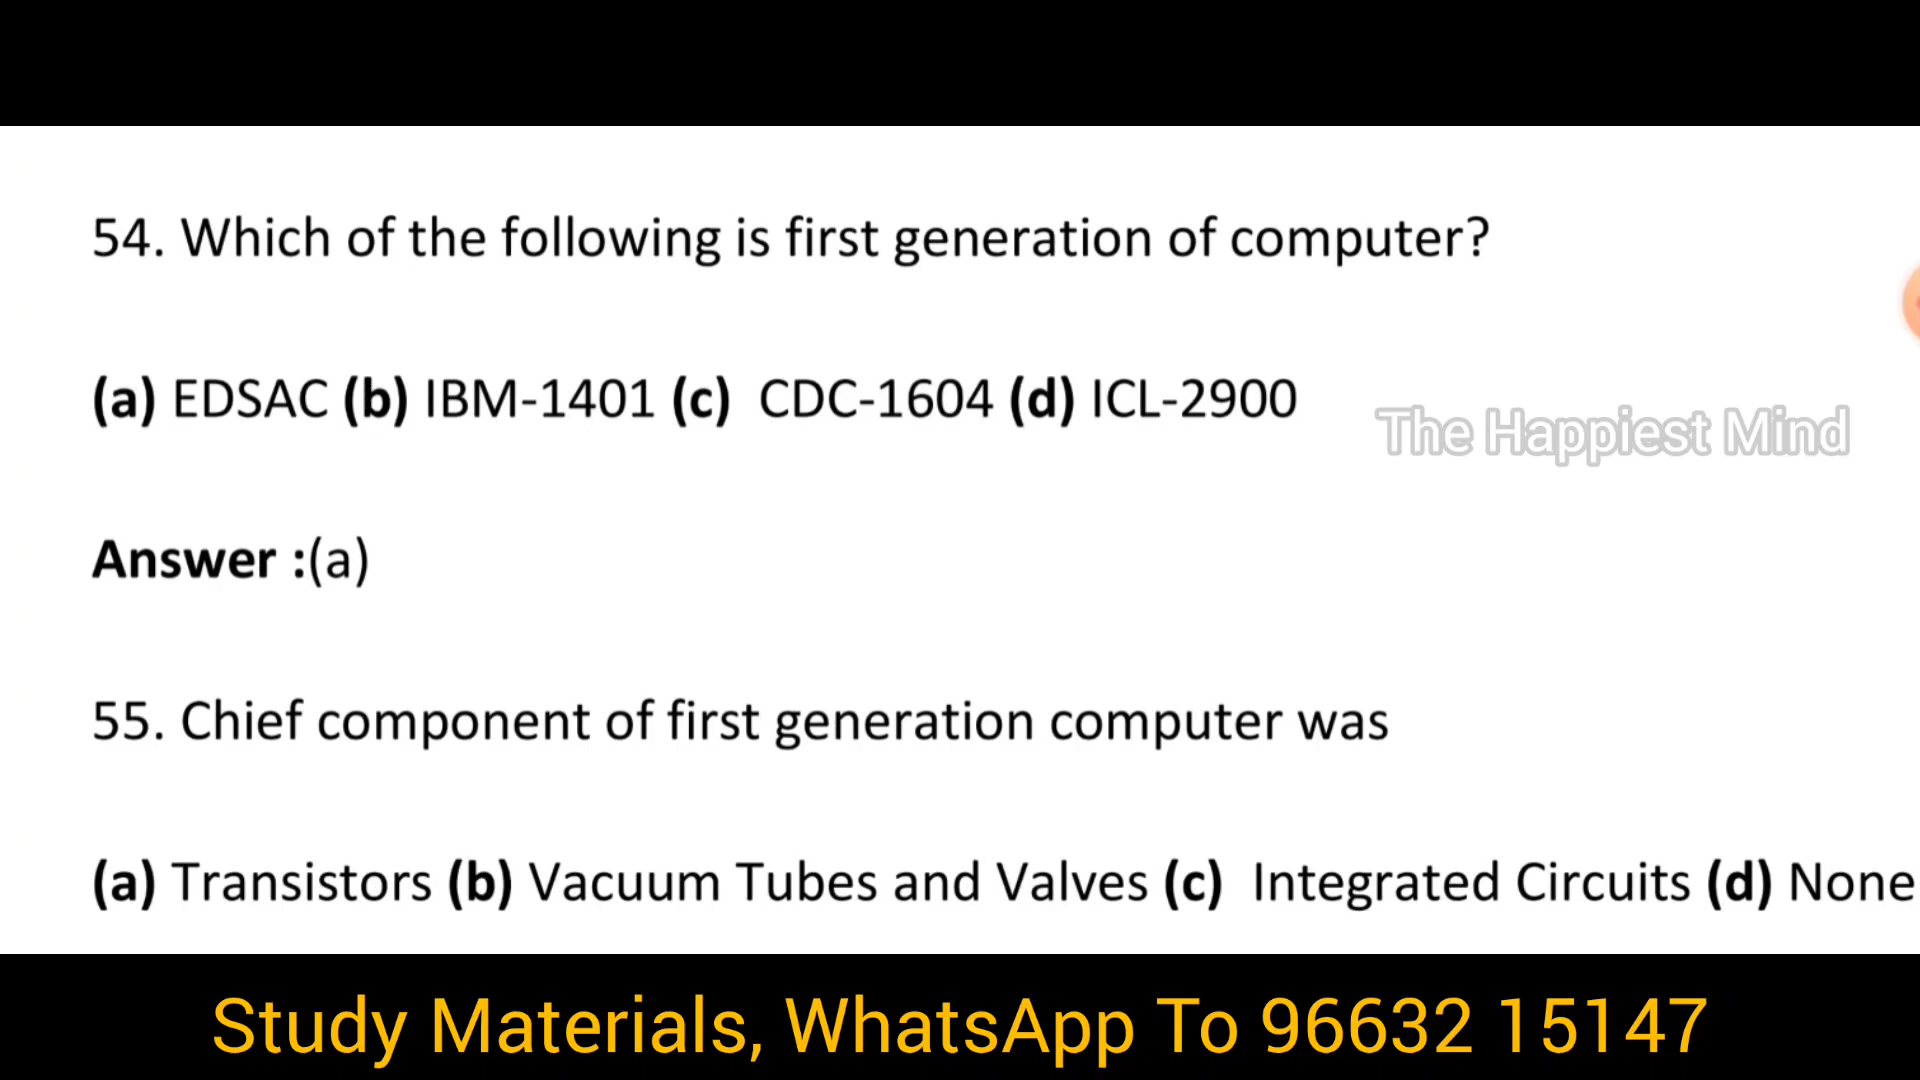 54. Which of the following is first generation of computer?
(a) EDSAC (b) IBM-1401 (c) CDC-1604 (d) ICL-2900
The Happiest Mind
Answer :(a)
55. Chief component of first generation computer was
(a) Transistors (b) Vacuum Tubes and Valves (c) Integrated Circuits (d) None
Study Materials, WhatsApp To 96632 15147